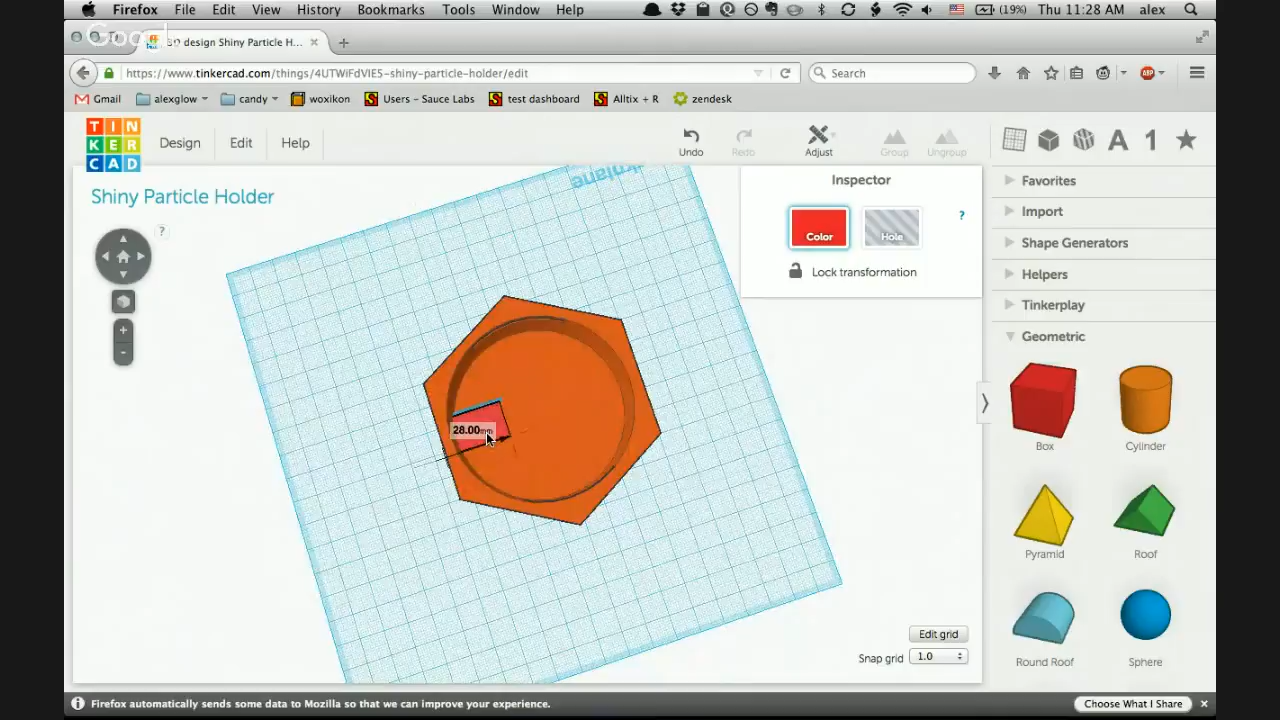 Firefox File Edit View History Bookmarks Tools Window Help (19%) Thu 11:28 AM alex
3D design Shiny Particle H...
https://www.tinkercad.com/things/4UTWiFdVIE5-shiny-particle-holder/edit Search ABP
Gmail alexglow candy woxikon Users - Sauce Labs test dashboard Alltix + R zendesk
TINKERCAD Design Edit Help Undo Redo Adjust Group Ungroup A 1
Shiny Particle Holder
Workplane
Inspector
Color Hole ?
Lock transformation
?
+
-
28.00mm
Edit grid
Snap grid 1.0
Favorites
Import
Shape Generators
Helpers
Tinkerplay
Geometric
Box Cylinder
Pyramid Roof
Round Roof Sphere
Firefox automatically sends some data to Mozilla so that we can improve your experience. Choose What I Share